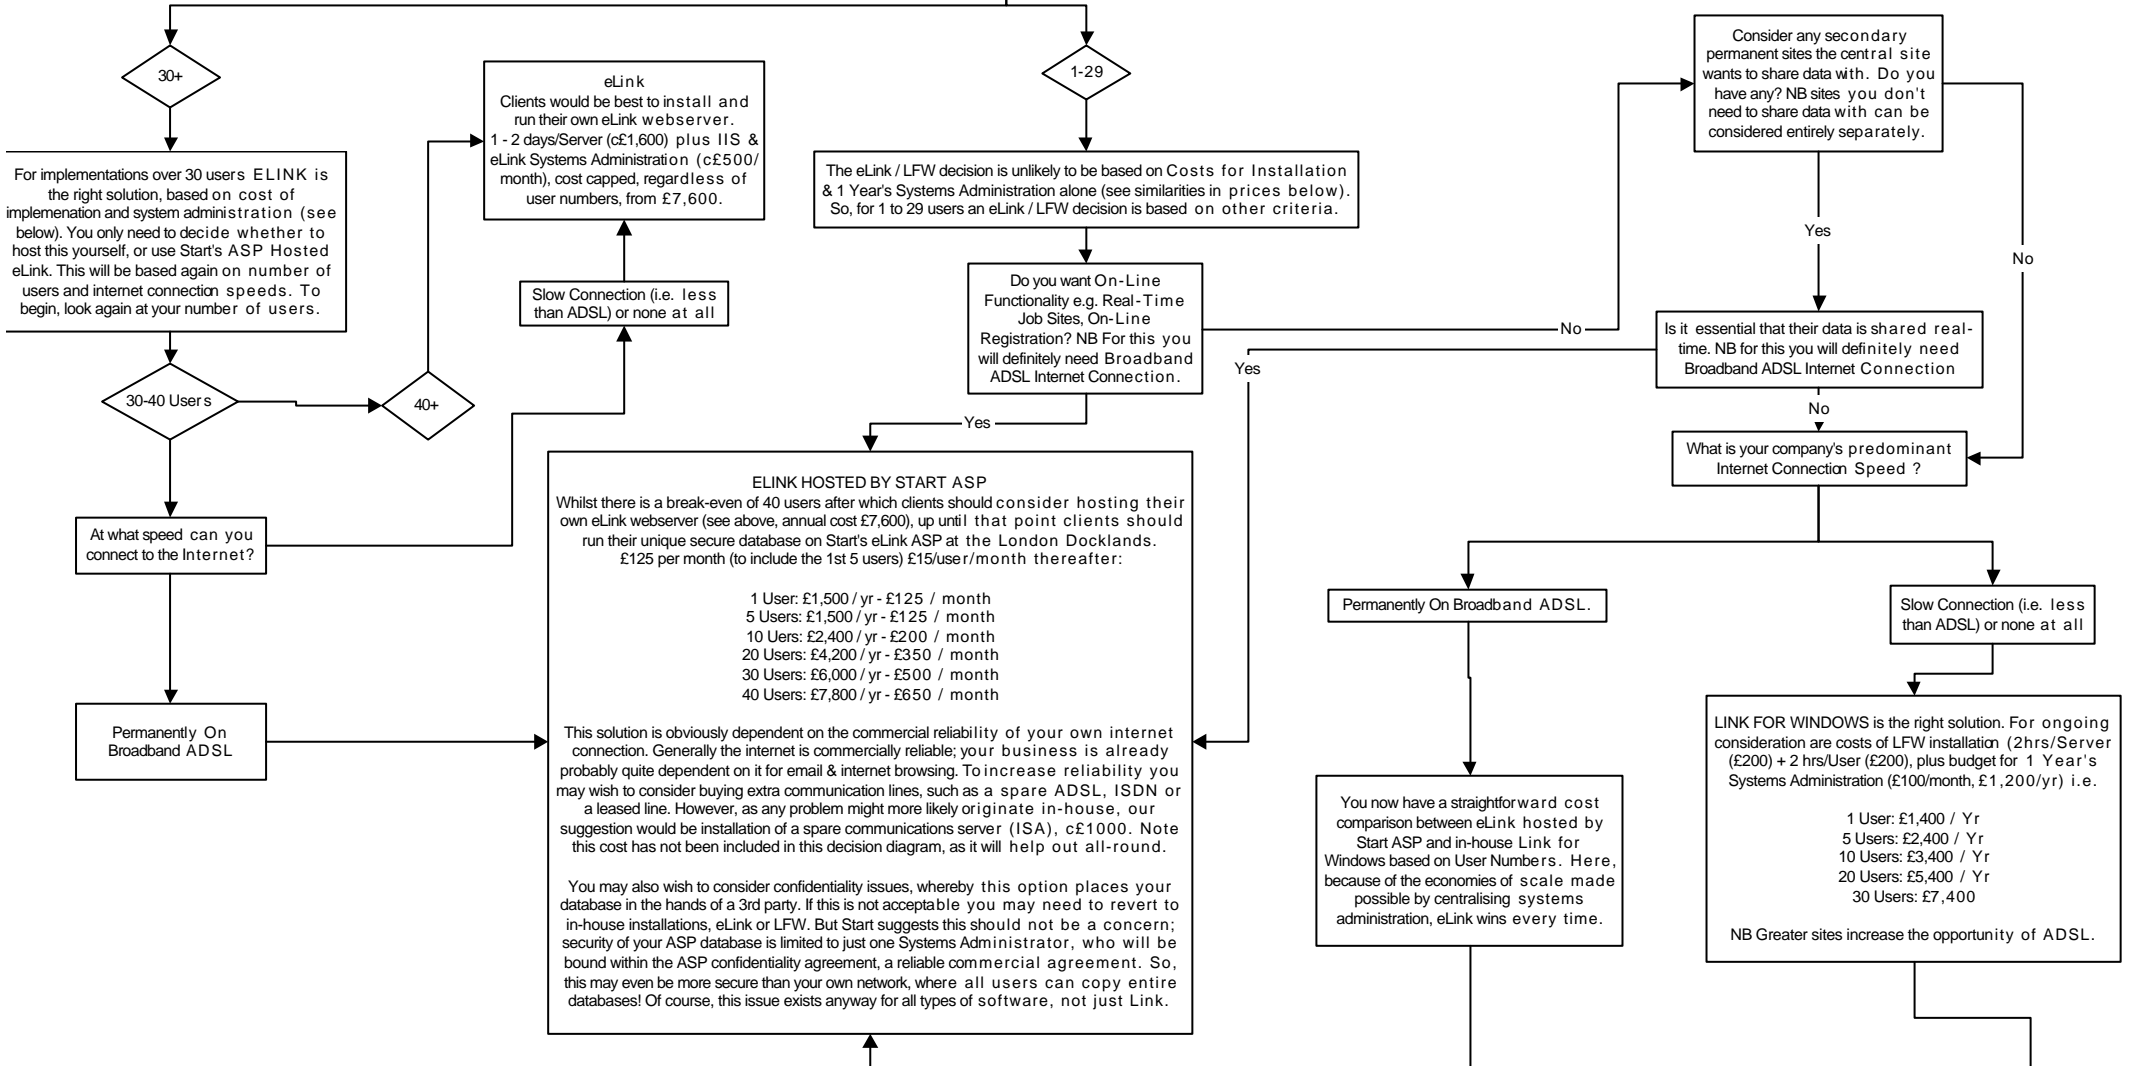 30+
For implementations over 30 users ELINK is
the right solution, based on cost of
implemenation and system administration (see
below). You only need to decide whether to
host this yourself, or use Start's ASP Hosted
eLink. This will be based again on number of
users and internet connection speeds. To
begin, look again at your number of users.
30-40 Users
40+
At what speed can you
connect to the Internet?
Permanently On
Broadband ADSL
eLink
Clients would be best to install and
run their own eLink webserver.
1 - 2 days/Server (c£1,600) plus IIS &
eLink Systems Administration (c£500/
month), cost capped, regardless of
user numbers, from £7,600.
Slow Connection (i.e. less
than ADSL) or none at all
1-29
The eLink / LFW decision is unlikely to be based on Costs for Installation
& 1 Year's Systems Administration alone (see similarities in prices below).
So, for 1 to 29 users an eLink / LFW decision is based on other criteria.
Do you want On-Line
Functionality e.g. Real-Time
Job Sites, On-Line
Registration? NB For this you
will definitely need Broadband
ADSL Internet Connection.
No
Yes
Yes
ELINK HOSTED BY START ASP
Whilst there is a break-even of 40 users after which clients should consider hosting their
own eLink webserver (see above, annual cost £7,600), up until that point clients should
run their unique secure database on Start's eLink ASP at the London Docklands.
£125 per month (to include the 1st 5 users) £15/user/month thereafter:
1 User: £1,500 / yr - £125 / month
5 Users: £1,500 / yr - £125 / month
10 Uers: £2,400 / yr - £200 / month
20 Users: £4,200 / yr - £350 / month
30 Users: £6,000 / yr - £500 / month
40 Users: £7,800 / yr - £650 / month
This solution is obviously dependent on the commercial reliability of your own internet
connection. Generally the internet is commercially reliable; your business is already
probably quite dependent on it for email & internet browsing. To increase reliability you
may wish to consider buying extra communication lines, such as a spare ADSL, ISDN or
a leased line. However, as any problem might more likely originate in-house, our
suggestion would be installation of a spare communications server (ISA), c£1000. Note
this cost has not been included in this decision diagram, as it will help out all-round.
You may also wish to consider confidentiality issues, whereby this option places your
database in the hands of a 3rd party. If this is not acceptable you may need to revert to
in-house installations, eLink or LFW. But Start suggests this should not be a concern;
security of your ASP database is limited to just one Systems Administrator, who will be
bound within the ASP confidentiality agreement, a reliable commercial agreement. So,
this may even be more secure than your own network, where all users can copy entire
databases! Of course, this issue exists anyway for all types of software, not just Link.
Consider any secondary
permanent sites the central site
wants to share data with. Do you
have any? NB sites you don't
need to share data with can be
considered entirely separately.
Yes
No
Is it essential that their data is shared real-
time. NB for this you will definitely need
Broadband ADSL Internet Connection
No
What is your company's predominant
Internet Connection Speed ?
Permanently On Broadband ADSL.
Slow Connection (i.e. less
than ADSL) or none at all
You now have a straightforward cost
comparison between eLink hosted by
Start ASP and in-house Link for
Windows based on User Numbers. Here,
because of the economies of scale made
possible by centralising systems
administration, eLink wins every time.
LINK FOR WINDOWS is the right solution. For ongoing
consideration are costs of LFW installation (2hrs/Server
(£200) + 2 hrs/User (£200), plus budget for 1 Year's
Systems Administration (£100/month, £1,200/yr) i.e.
1 User: £1,400 / Yr
5 Users: £2,400 / Yr
10 Users: £3,400 / Yr
20 Users: £5,400 / Yr
30 Users: £7,400
NB Greater sites increase the opportunity of ADSL.